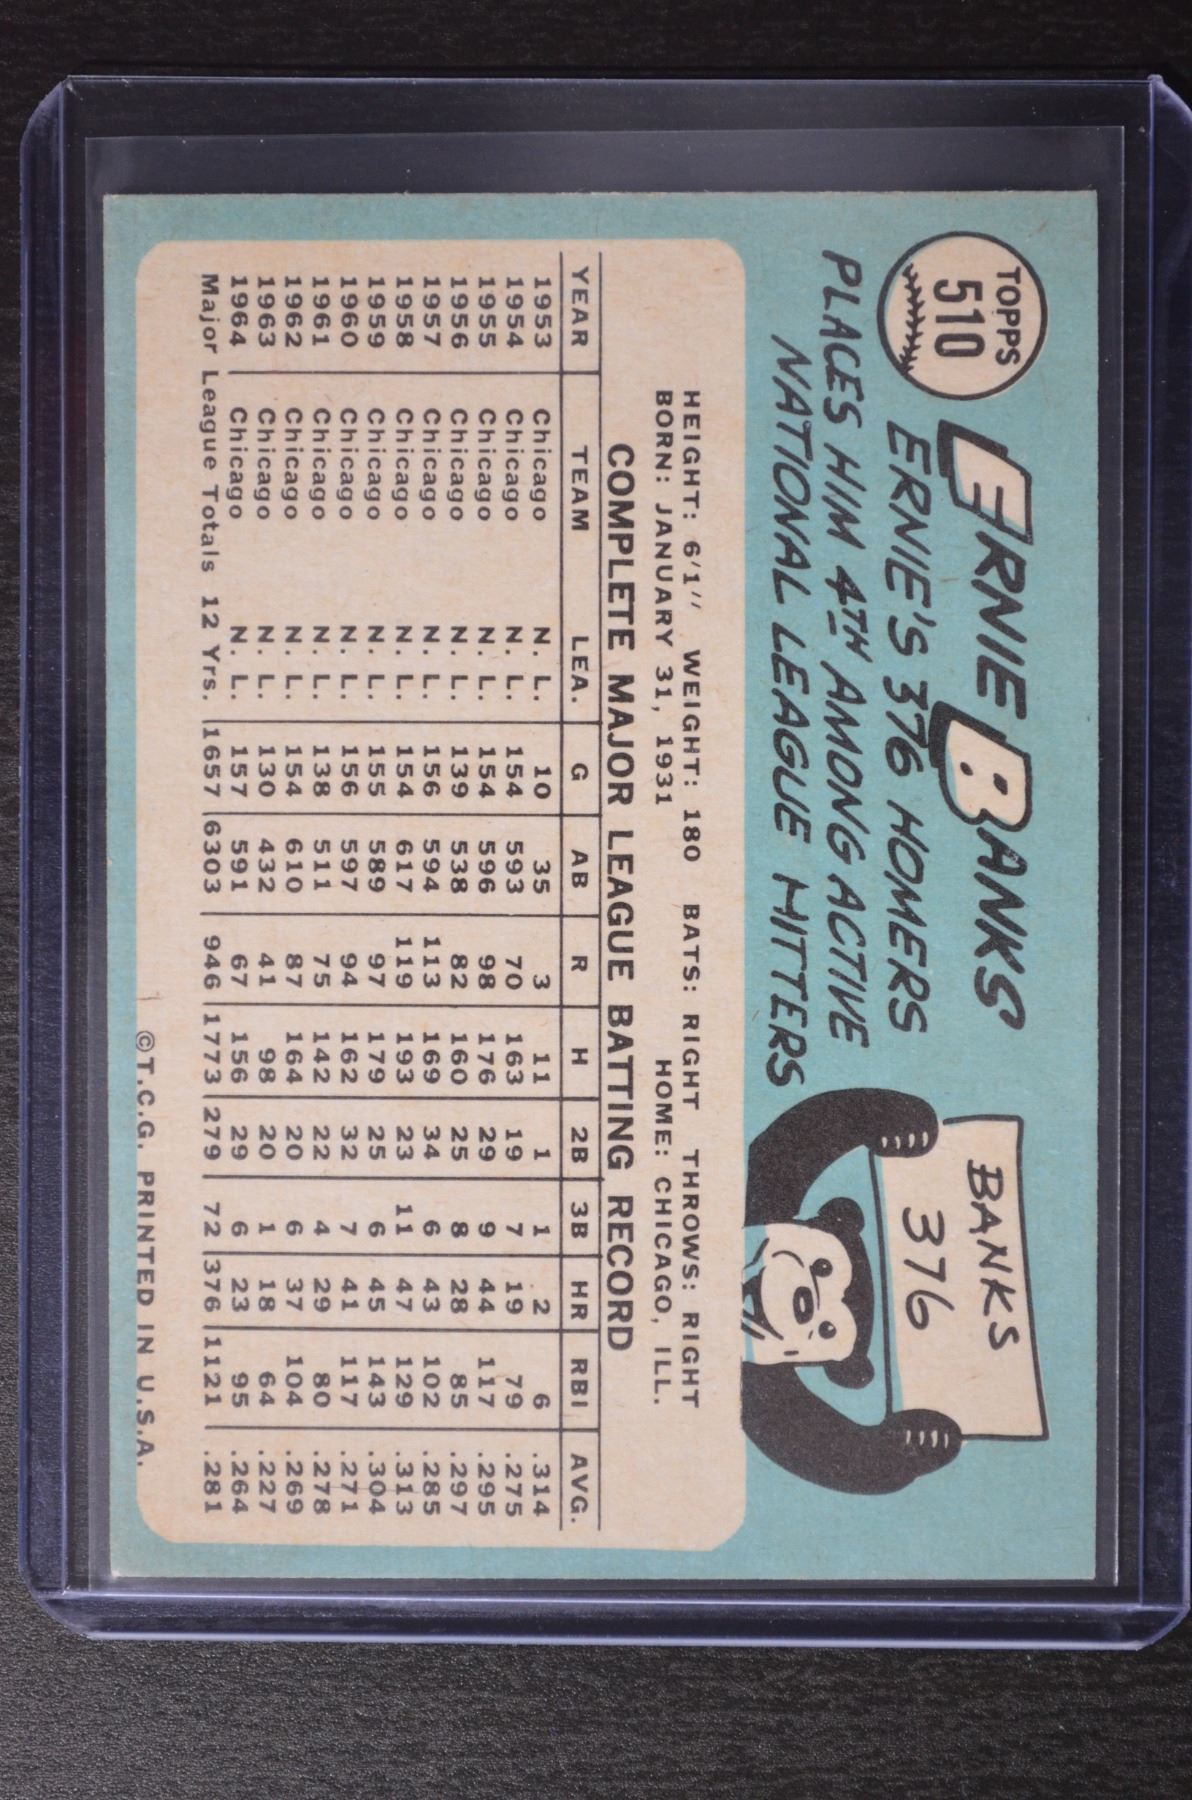 TOPPS
510
ERNIE BANKS
ERNIE'S 376 HOMERS
PLACES HIM 4TH AMONG ACTIVE
NATIONAL LEAGUE HITTERS
BANKS
376
HEIGHT: 6'1" WEIGHT: 180 BATS: RIGHT THROWS: RIGHT
BORN: JANUARY 31, 1931 HOME: CHICAGO, ILL.
COMPLETE MAJOR LEAGUE BATTING RECORD
YEAR TEAM LEA. G AB R H 2B 3B HR RBI AVG.
1953 Chicago N. L. 10 35 3 11 1 1 2 6 .314
1954 Chicago N. L. 154 593 70 163 19 7 19 79 .275
1955 Chicago N. L. 154 596 98 176 29 9 44 117 .295
1956 Chicago N. L. 139 538 82 160 25 8 28 85 .297
1957 Chicago N. L. 156 594 113 169 34 6 43 102 .285
1958 Chicago N. L. 154 617 119 193 23 11 47 129 .313
1959 Chicago N. L. 155 589 97 179 25 6 45 143 .304
1960 Chicago N. L. 156 597 94 162 32 7 41 117 .271
1961 Chicago N. L. 138 511 75 142 22 4 29 80 .278
1962 Chicago N. L. 154 610 87 164 20 6 37 104 .269
1963 Chicago N. L. 130 432 41 98 20 1 18 64 .227
1964 Chicago N. L. 157 591 67 156 29 6 23 95 .264
Major League Totals 12 Yrs. 1657 6303 946 1773 279 72 376 1121 .281
©T.C.G. PRINTED IN U.S.A.